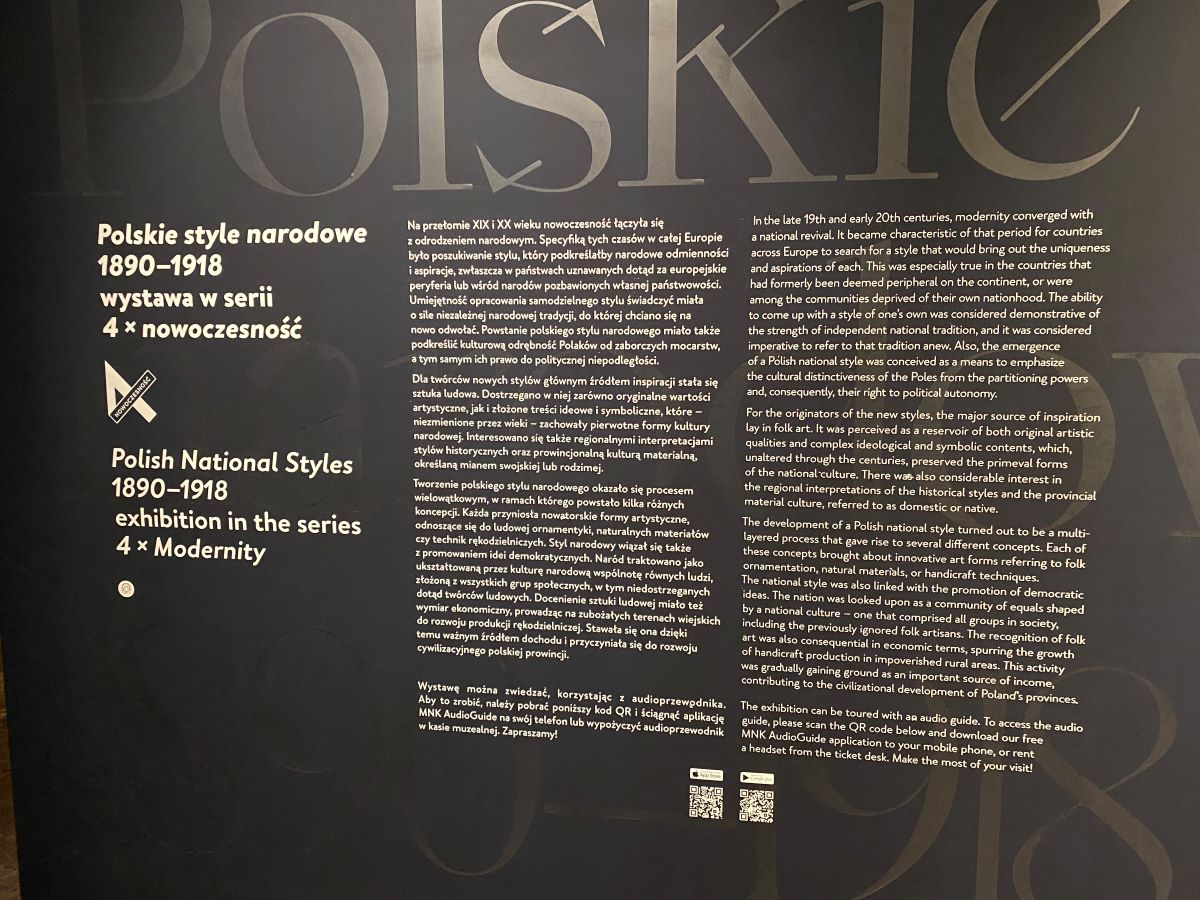 Polskie
Polskie style narodowe
1890–1918
wystawa w serii
4 × nowoczesność
4
NOWOCZESNOŚĆ
Polish National Styles
1890–1918
exhibition in the series
4 × Modernity
Na przełomie XIX i XX wieku nowoczesność łączyła się
z odrodzeniem narodowym. Specyfiką tych czasów w całej Europie
było poszukiwanie stylu, który podkreślałby narodowe odmienności
i aspiracje, zwłaszcza w państwach uznawanych dotąd za europejskie
peryferia lub wśród narodów pozbawionych własnej państwowości.
Umiejętność opracowania samodzielnego stylu świadczyć miała
o sile niezależnej narodowej tradycji, do której chciano się na
nowo odwołać. Powstanie polskiego stylu narodowego miało także
podkreślić kulturową odrębność Polaków od zaborczych mocarstw,
a tym samym ich prawo do politycznej niepodległości.
Dla twórców nowych stylów głównym źródłem inspiracji stała się
sztuka ludowa. Dostrzegano w niej zarówno oryginalne wartości
artystyczne, jak i złożone treści ideowe i symboliczne, które –
niezmienione przez wieki – zachowały pierwotne formy kultury
narodowej. Interesowano się także regionalnymi interpretacjami
stylów historycznych oraz prowincjonalną kulturą materialną,
określaną mianem swojskiej lub rodzimej.
Tworzenie polskiego stylu narodowego okazało się procesem
wielowątkowym, w ramach którego powstało kilka różnych
koncepcji. Każda przyniosła nowatorskie formy artystyczne,
odnoszące się do ludowej ornamentyki, naturalnych materiałów
czy technik rękodzielniczych. Styl narodowy wiązał się także
z promowaniem idei demokratycznych. Naród traktowano jako
ukształtowaną przez kulturę narodową wspólnotę równych ludzi,
złożoną z wszystkich grup społecznych, w tym niedostrzeganych
dotąd twórców ludowych. Docenienie sztuki ludowej miało też
wymiar ekonomiczny, prowadząc na zubożałych terenach wiejskich
do rozwoju produkcji rękodzielniczej. Stawała się ona dzięki
temu ważnym źródłem dochodu i przyczyniała się do rozwoju
cywilizacyjnego polskiej prowincji.
Wystawę można zwiedzać, korzystając z audioprzewodnika.
Aby to zrobić, należy pobrać poniższy kod QR i ściągnąć aplikację
MNK AudioGuide na swój telefon lub wypożyczyć audioprzewodnik
w kasie muzealnej. Zapraszamy!
In the late 19th and early 20th centuries, modernity converged with
a national revival. It became characteristic of that period for countries
across Europe to search for a style that would bring out the uniqueness
and aspirations of each. This was especially true in the countries that
had formerly been deemed peripheral on the continent, or were
among the communities deprived of their own nationhood. The ability
to come up with a style of one's own was considered demonstrative of
the strength of independent national tradition, and it was considered
imperative to refer to that tradition anew. Also, the emergence
of a Polish national style was conceived as a means to emphasize
the cultural distinctiveness of the Poles from the partitioning powers
and, consequently, their right to political autonomy.
For the originators of the new styles, the major source of inspiration
lay in folk art. It was perceived as a reservoir of both original artistic
qualities and complex ideological and symbolic contents, which,
unaltered through the centuries, preserved the primeval forms
of the national culture. There was also considerable interest in
the regional interpretations of the historical styles and the provincial
material culture, referred to as domestic or native.
The development of a Polish national style turned out to be a multi-
layered process that gave rise to several different concepts. Each of
these concepts brought about innovative art forms referring to folk
ornamentation, natural materials, or handicraft techniques.
The national style was also linked with the promotion of democratic
ideas. The nation was looked upon as a community of equals shaped
by a national culture – one that comprised all groups in society,
including the previously ignored folk artisans. The recognition of folk
art was also consequential in economic terms, spurring the growth
of handicraft production in impoverished rural areas. This activity
was gradually gaining ground as an important source of income,
contributing to the civilizational development of Poland's provinces.
The exhibition can be toured with an audio guide. To access the audio
guide, please scan the QR code below and download our free
MNK AudioGuide application to your mobile phone, or rent
a headset from the ticket desk. Make the most of your visit!
App Store
Google play